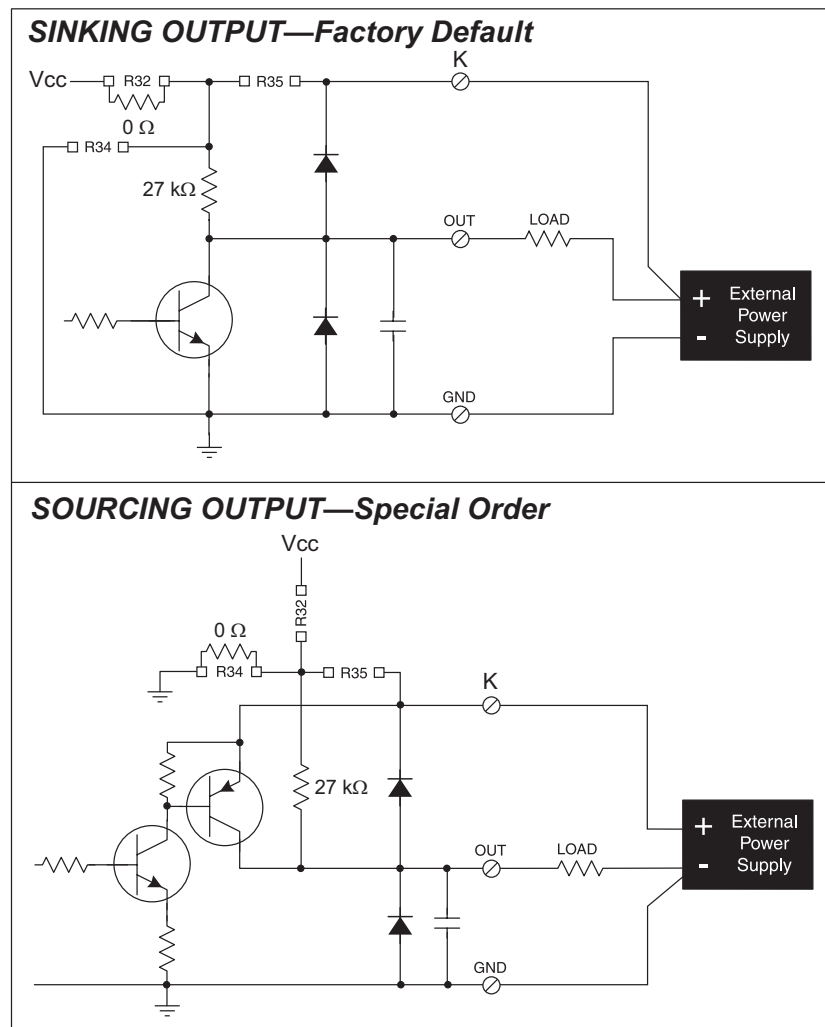 SINKING OUTPUT—Factory Default
K
Vcc
R32
R35
0 Ω
R34
27 kΩ
OUT
LOAD
+
External
Power
Supply
-
GND
SOURCING OUTPUT—Special Order
Vcc
R32
0 Ω
R34
R35
K
27 kΩ
+
External
Power
Supply
-
OUT
LOAD
GND